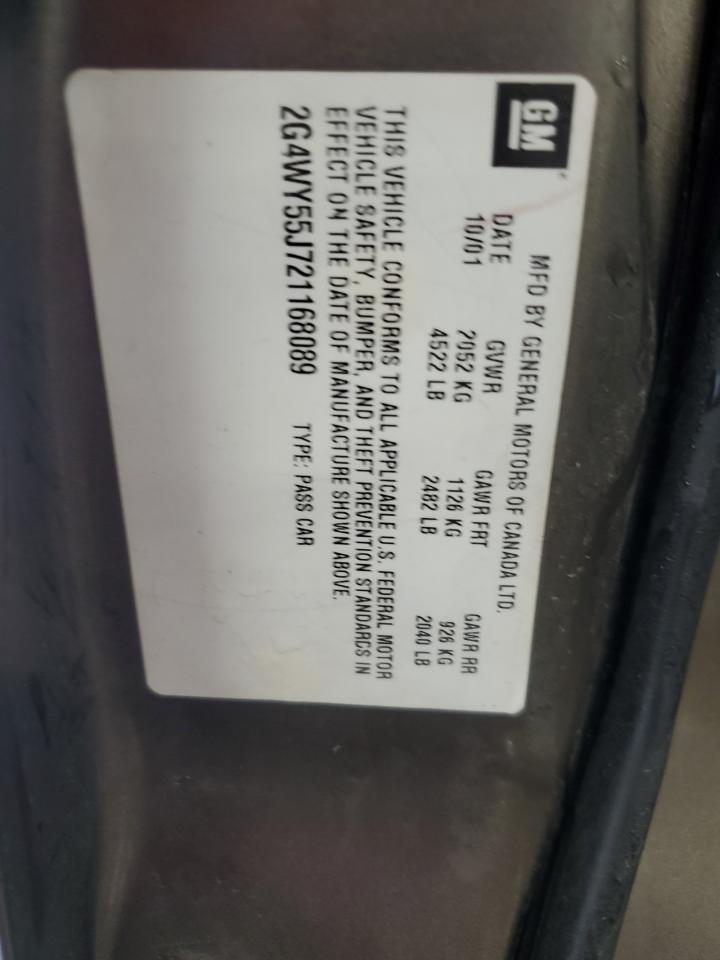 GM
MFD BY GENERAL MOTORS OF CANADA LTD.
DATE GVWR GAWR FRT GAWR RR
10/01 2052 KG 1126 KG 926 KG
4522 LB 2482 LB 2040 LB
THIS VEHICLE CONFORMS TO ALL APPLICABLE U.S. FEDERAL MOTOR
VEHICLE SAFETY, BUMPER, AND THEFT PREVENTION STANDARDS IN
EFFECT ON THE DATE OF MANUFACTURE SHOWN ABOVE.
2G4WY55J721168089 TYPE: PASS CAR